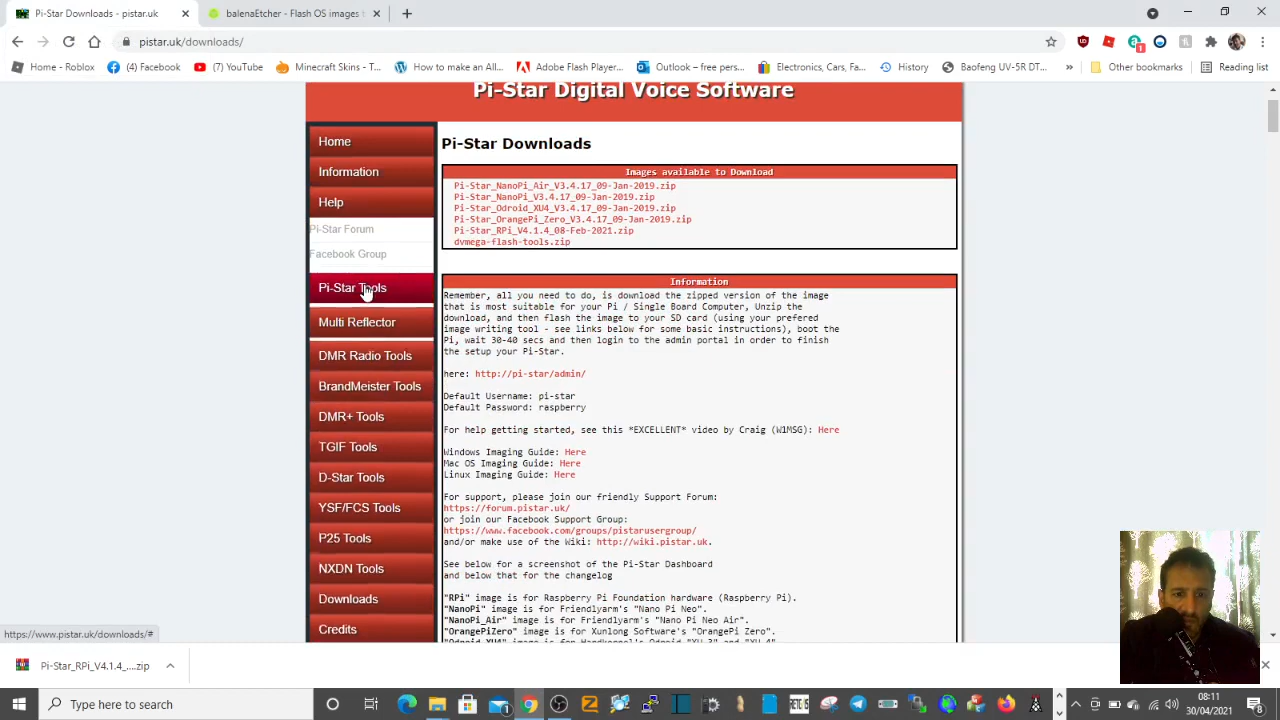 Pi-Star Downloads - Pi-Star.uk
balenaEtcher - Flash OS images to
pistar.uk/downloads/
Home - Roblox
(4) Facebook
(7) YouTube
Minecraft Skins - T...
How to make an All...
Adobe Flash Player...
Outlook – free pers...
Electronics, Cars, Fa...
History
Baofeng UV-5R DT...
»
Other bookmarks
Reading list
Pi-Star Digital Voice Software
Home
Information
Help
Pi-Star Forum
Facebook Group
Pi-Star Tools
Multi Reflector
DMR Radio Tools
BrandMeister Tools
DMR+ Tools
TGIF Tools
D-Star Tools
YSF/FCS Tools
P25 Tools
NXDN Tools
Downloads
Credits
Pi-Star Downloads
Images available to Download
Pi-Star_NanoPi_Air_V3.4.17_09-Jan-2019.zip
Pi-Star_NanoPi_V3.4.17_09-Jan-2019.zip
Pi-Star_Odroid_XU4_V3.4.17_09-Jan-2019.zip
Pi-Star_OrangePi_Zero_V3.4.17_09-Jan-2019.zip
Pi-Star_RPi_V4.1.4_08-Feb-2021.zip
dvmega-flash-tools.zip
Information
Remember, all you need to do, is download the zipped version of the image
that is most suitable for your Pi / Single Board Computer, Unzip the
download, and then flash the image to your SD card (using your prefered
image writing tool - see links below for some basic instructions), boot the
Pi, wait 30-40 secs and then login to the admin portal in order to finish
the setup your Pi-Star.
here: http://pi-star/admin/
Default Username: pi-star
Default Password: raspberry
For help getting started, see this *EXCELLENT* video by Craig (W1MSG): Here
Windows Imaging Guide: Here
Mac OS Imaging Guide: Here
Linux Imaging Guide: Here
For support, please join our friendly Support Forum:
https://forum.pistar.uk/
or join our Facebook Support Group:
https://www.facebook.com/groups/pistarusergroup/
and/or make use of the Wiki: http://wiki.pistar.uk.
See below for a screenshot of the Pi-Star Dashboard
and below that for the changelog
"RPi" image is for Raspberry Pi Foundation hardware (Raspberry Pi).
"NanoPi" image is for Friendlyarm's "Nano Pi Neo".
"NanoPi_Air" image is for Friendlyarm's "Nano Pi Neo Air".
"OrangePiZero" image is for Xunlong Software's "OrangePi Zero".
"Odroid_XU4" image is for Hardkernel's Odroid "XU-3" and "XU-4"
https://www.pistar.uk/downloads/#
Pi-Star_RPi_V4.1.4_....zip
Type here to search
08:11
30/04/2021